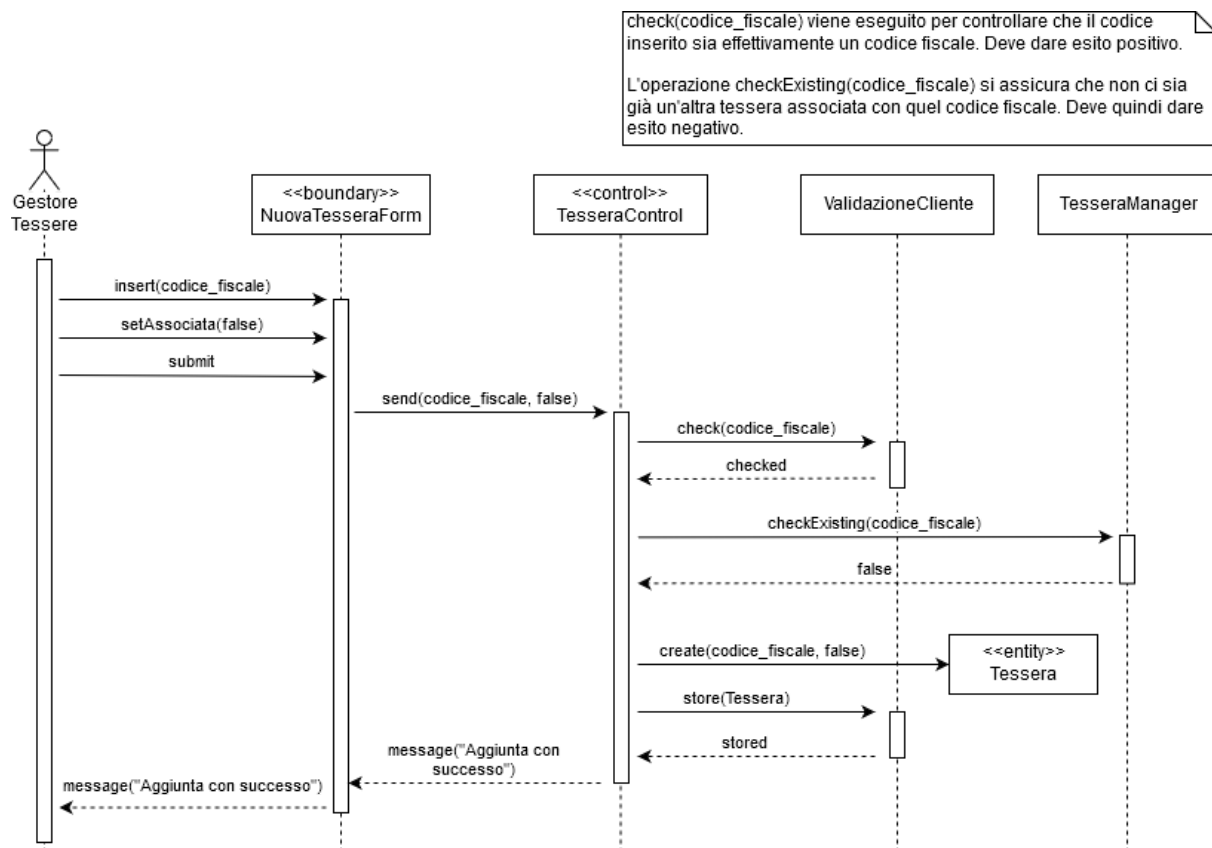 check(codice_fiscale) viene eseguito per controllare che il codice
inserito sia effettivamente un codice fiscale. Deve dare esito positivo.
L'operazione checkExisting(codice_fiscale) si assicura che non ci sia
già un'altra tessera associata con quel codice fiscale. Deve quindi dare
esito negativo.
Gestore
Tessere
<<boundary>>
NuovaTesseraForm
<<control>>
TesseraControl
ValidazioneCliente
TesseraManager
insert(codice_fiscale)
setAssociata(false)
submit
send(codice_fiscale, false)
check(codice_fiscale)
checked
checkExisting(codice_fiscale)
false
create(codice_fiscale, false)
<<entity>>
Tessera
store(Tessera)
stored
message("Aggiunta con
successo")
message("Aggiunta con successo")